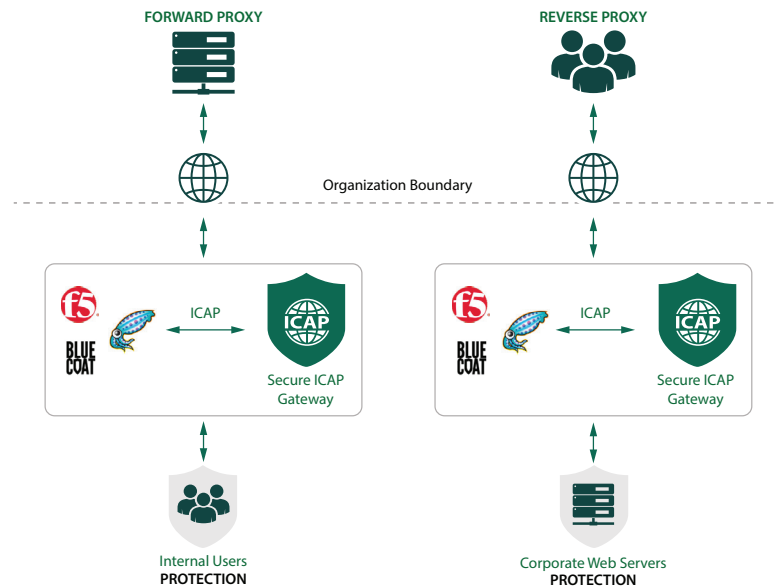 FORWARD PROXY
REVERSE PROXY
Organization Boundary
f5
BLUE
COAT
ICAP
ICAP
Secure ICAP
Gateway
f5
BLUE
COAT
ICAP
ICAP
Secure ICAP
Gateway
Internal Users
PROTECTION
Corporate Web Servers
PROTECTION